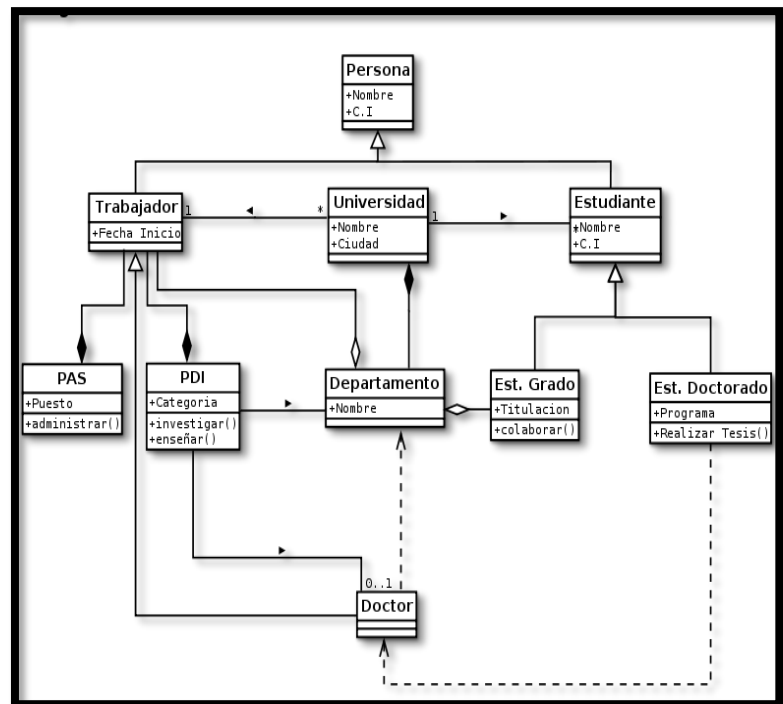 Persona
+Nombre
+C.I
Trabajador
+Fecha Inicio
1
*
Universidad
+Nombre
+Ciudad
1
*
Estudiante
+Nombre
+C.I
PAS
+Puesto
+administrar()
PDI
+Categoria
+investigar()
+enseñar()
Departamento
+Nombre
Est. Grado
+Titulacion
+colaborar()
Est. Doctorado
+Programa
+Realizar Tesis()
0..1
Doctor